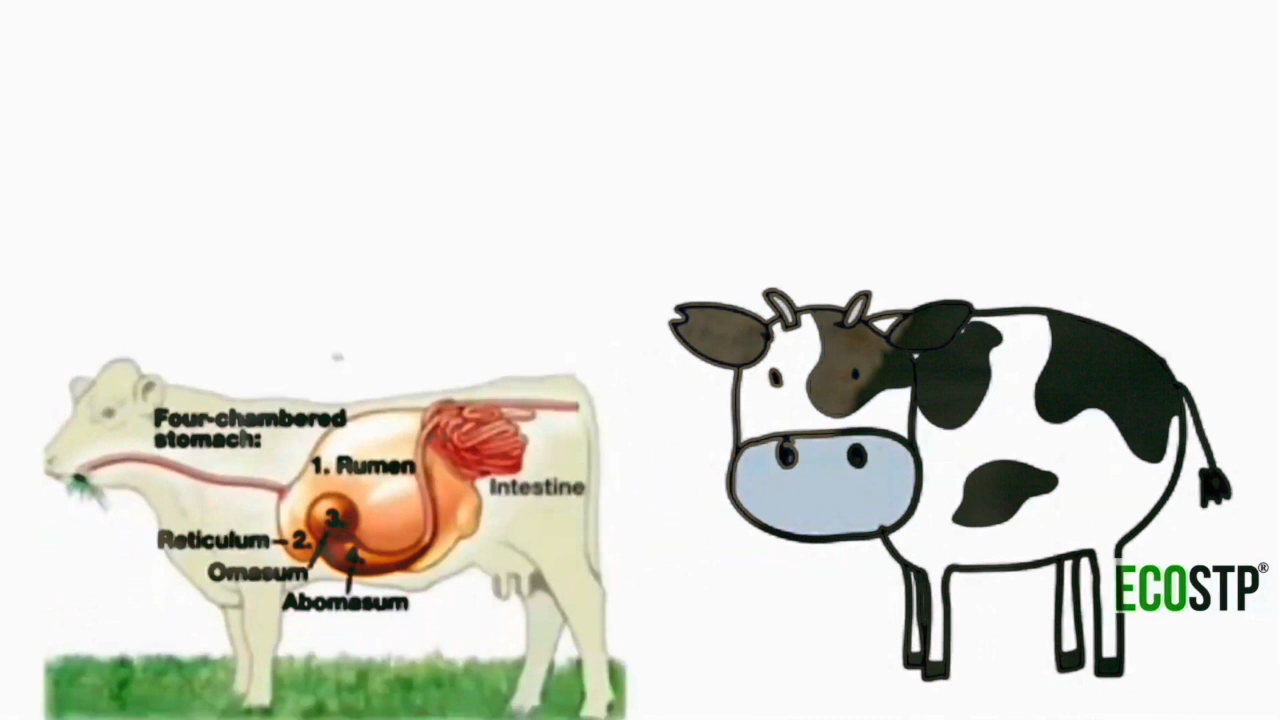 Four-chambered
stomach:
1. Rumen
Intestine
3.
Reticulum – 2.
4.
Omasum
Abomasum
ECOSTP®